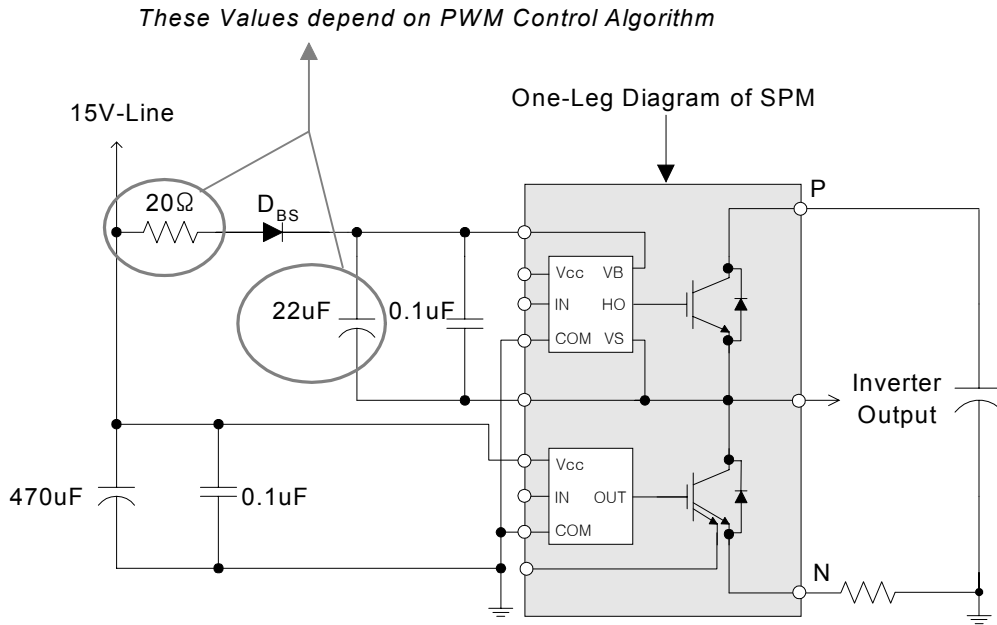 These Values depend on PWM Control Algorithm
One-Leg Diagram of SPM
15V-Line
P
20Ω
DBS
Vcc VB
IN HO
COM VS
22uF
0.1uF
Inverter
Output
Vcc
IN OUT
COM
470uF
0.1uF
N